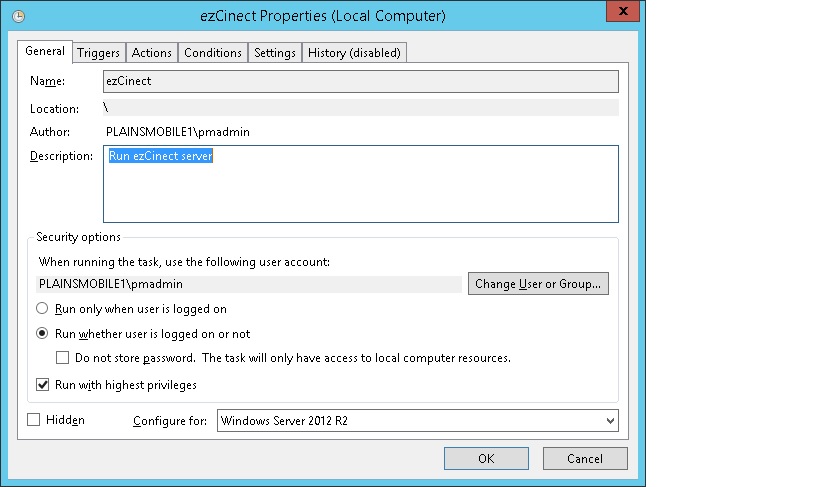 ezCinect Properties (Local Computer)
x
General Triggers Actions Conditions Settings History (disabled)
Name: ezCinect
Location: \
Author: PLAINSMOBILE1\pmadmin
Description: Run ezCinect server
Security options
When running the task, use the following user account:
PLAINSMOBILE1\pmadmin Change User or Group...
Run only when user is logged on
Run whether user is logged on or not
Do not store password. The task will only have access to local computer resources.
Run with highest privileges
Hidden Configure for: Windows Server 2012 R2
OK Cancel